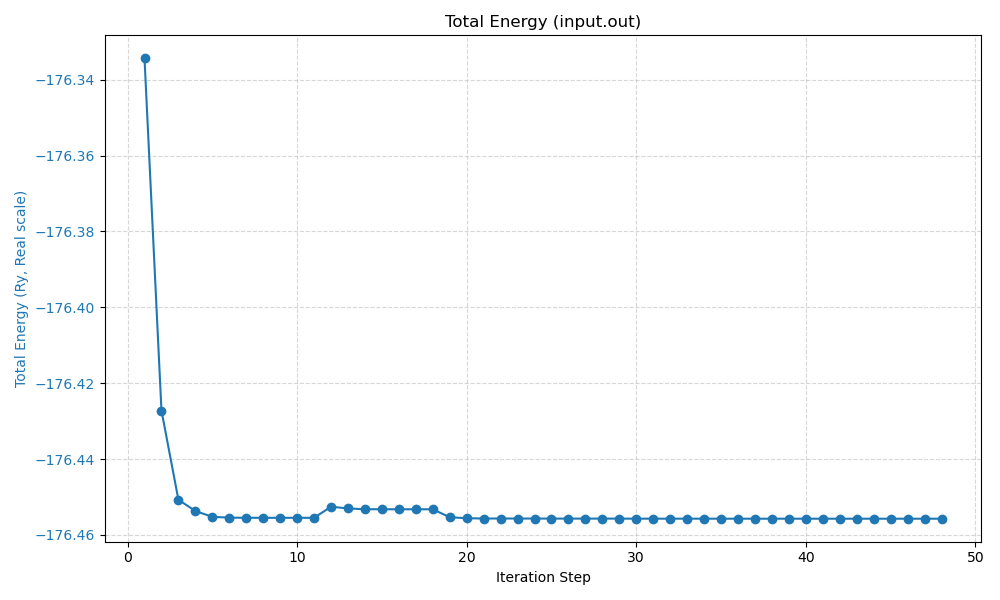 Total Energy (input.out)
Total Energy (Ry, Real scale)
−176.34
−176.36
−176.38
−176.40
−176.42
−176.44
−176.46
0 10 20 30 40 50
Iteration Step